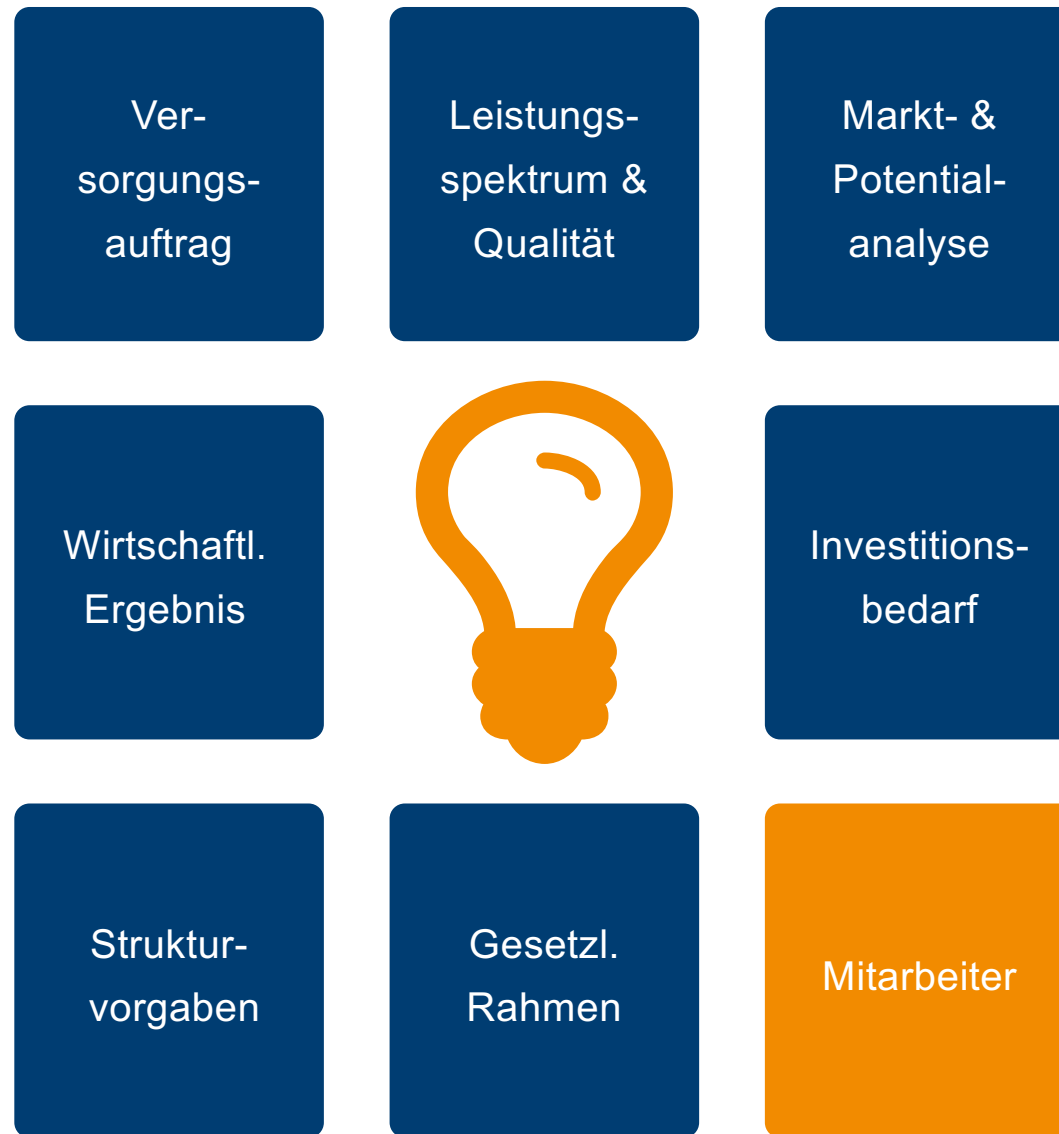 Ver-
sorgungs-
auftrag
Leistungs-
spektrum &
Qualität
Markt- &
Potential-
analyse
Wirtschaftl.
Ergebnis
Investitions-
bedarf
Struktur-
vorgaben
Gesetzl.
Rahmen
Mitarbeiter